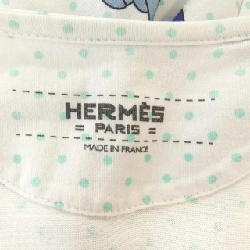 HERMÈS
= PARIS =
MADE IN FRANCE